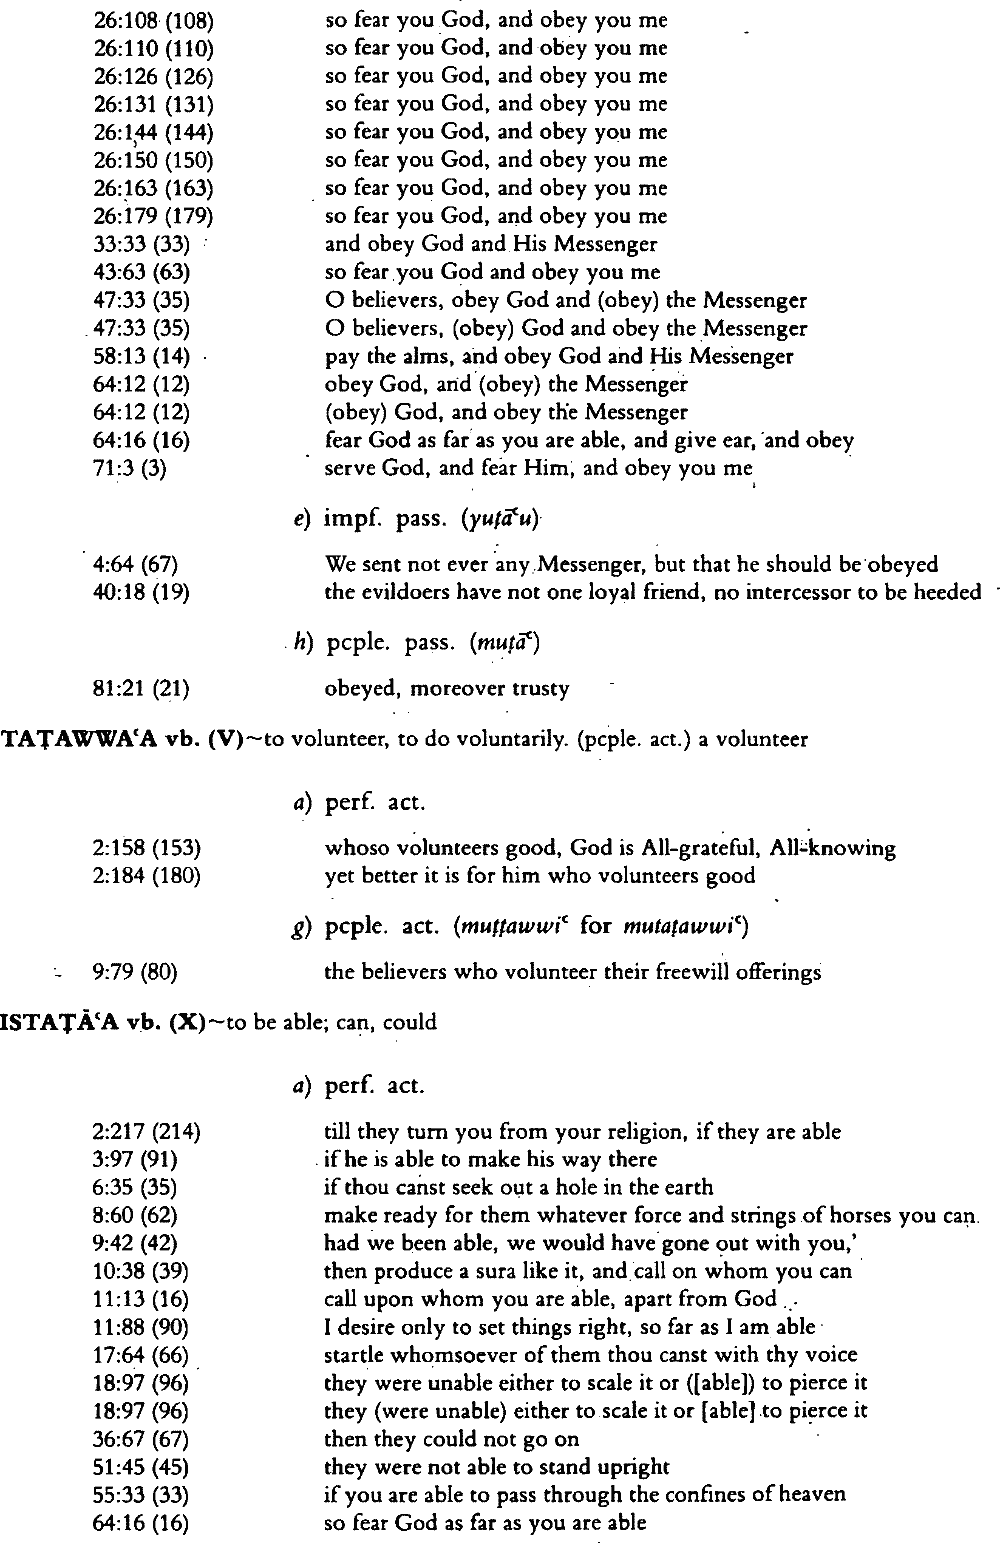 26:108 (108) so fear you God, and obey you me
26:110 (110) so fear you God, and obey you me
26:126 (126) so fear you God, and obey you me
26:131 (131) so fear you God, and obey you me
26:144 (144) so fear you God, and obey you me
26:150 (150) so fear you God, and obey you me
26:163 (163) so fear you God, and obey you me
26:179 (179) so fear you God, and obey you me
33:33 (33) and obey God and His Messenger
43:63 (63) so fear you God and obey you me
47:33 (35) O believers, obey God and (obey) the Messenger
47:33 (35) O believers, (obey) God and obey the Messenger
58:13 (14) pay the alms, and obey God and His Messenger
64:12 (12) obey God, and (obey) the Messenger
64:12 (12) (obey) God, and obey the Messenger
64:16 (16) fear God as far as you are able, and give ear, and obey
71:3 (3) serve God, and fear Him, and obey you me
e) impf. pass. (yuṭāʿu)
4:64 (67) We sent not ever any Messenger, but that he should be obeyed
40:18 (19) the evildoers have not one loyal friend, no intercessor to be heeded
h) pcple. pass. (muṭāʿ)
81:21 (21) obeyed, moreover trusty
TAṬAWWAʿA vb. (V)~to volunteer, to do voluntarily. (pcple. act.) a volunteer
a) perf. act.
2:158 (153) whoso volunteers good, God is All-grateful, All-knowing
2:184 (180) yet better it is for him who volunteers good
g) pcple. act. (muṭṭawwiʿ for mutaṭawwiʿ)
9:79 (80) the believers who volunteer their freewill offerings
ISTAṬĀʿA vb. (X)~to be able; can, could
a) perf. act.
2:217 (214) till they turn you from your religion, if they are able
3:97 (91) if he is able to make his way there
6:35 (35) if thou canst seek out a hole in the earth
8:60 (62) make ready for them whatever force and strings of horses you can
9:42 (42) had we been able, we would have gone out with you,'
10:38 (39) then produce a sura like it, and call on whom you can
11:13 (16) call upon whom you are able, apart from God
11:88 (90) I desire only to set things right, so far as I am able
17:64 (66) startle whomsoever of them thou canst with thy voice
18:97 (96) they were unable either to scale it or ([able]) to pierce it
18:97 (96) they (were unable) either to scale it or [able] to pierce it
36:67 (67) then they could not go on
51:45 (45) they were not able to stand upright
55:33 (33) if you are able to pass through the confines of heaven
64:16 (16) so fear God as far as you are able